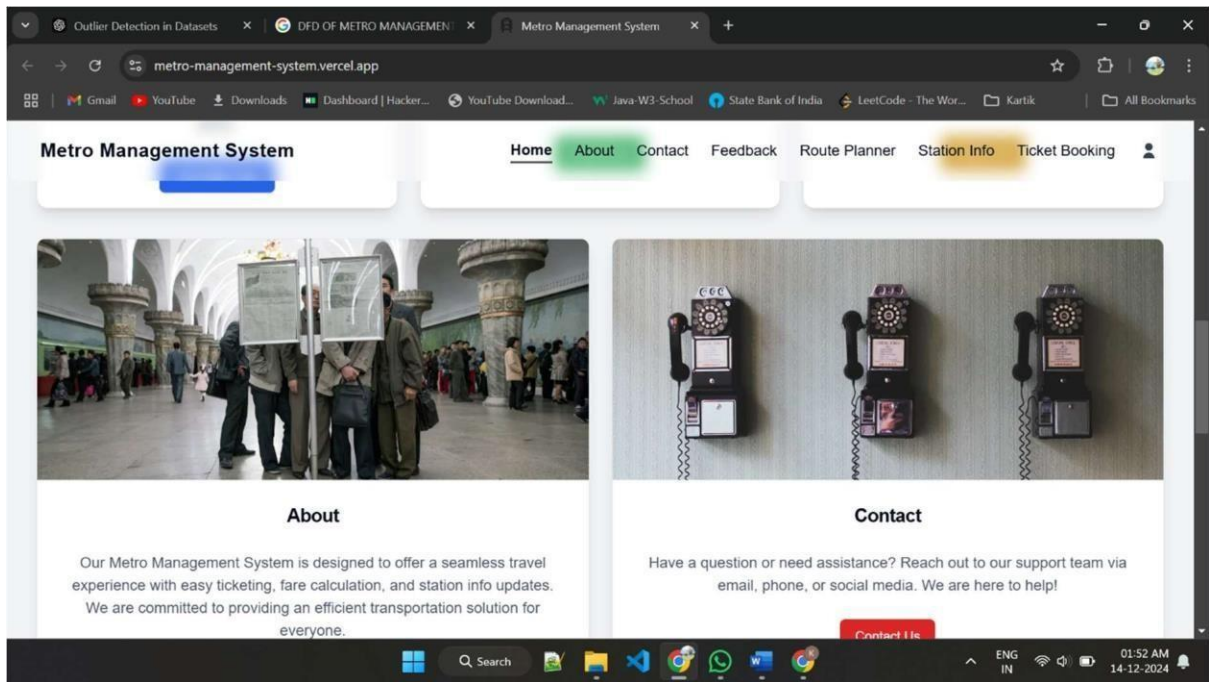 Outlier Detection in Datasets
DFD OF METRO MANAGEMEN
Metro Management System
metro-management-system.vercel.app
Gmail
YouTube
Downloads
Dashboard | Hacker...
YouTube Download...
Java-W3-School
State Bank of India
LeetCode - The Wor...
Kartik
All Bookmarks
Metro Management System
Home
About
Contact
Feedback
Route Planner
Station Info
Ticket Booking
About
Our Metro Management System is designed to offer a seamless travel
experience with easy ticketing, fare calculation, and station info updates.
We are committed to providing an efficient transportation solution for
everyone.
Contact
Have a question or need assistance? Reach out to our support team via
email, phone, or social media. We are here to help!
Contact Us
Search
ENG
IN
01:52 AM
14-12-2024